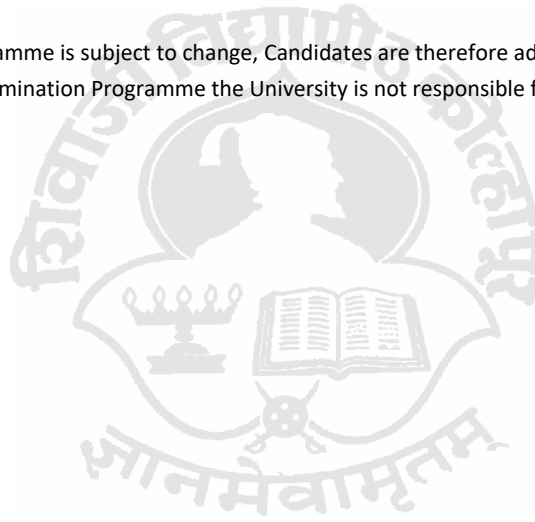 amme is subject to change, Candidates are therefore ad
mination Programme the University is not responsible f
शिवाजी विद्यापीठ कोल्हापूर
ज्ञानमेवामृतम्